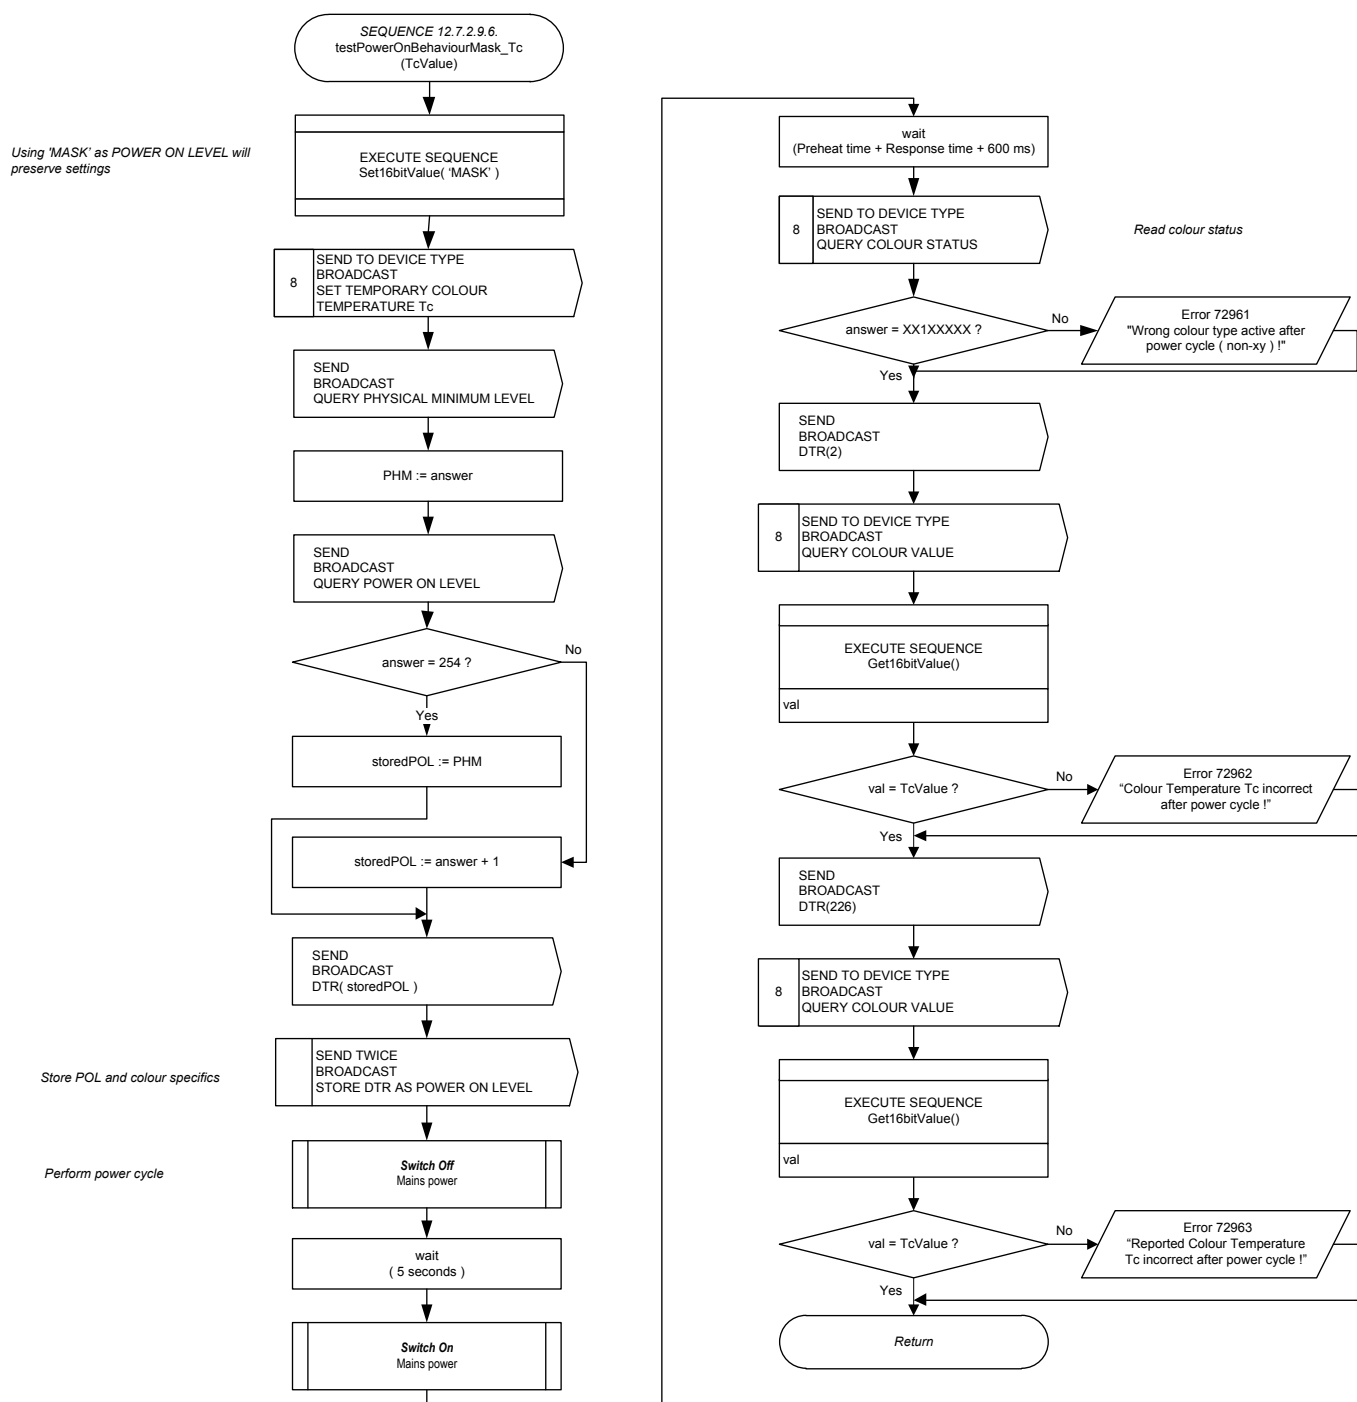 SEQUENCE 12.7.2.9.6.
testPowerOnBehaviourMask_Tc
(TcValue)
Using 'MASK' as POWER ON LEVEL will
preserve settings
EXECUTE SEQUENCE
Set16bitValue( ‘MASK’ )
8
SEND TO DEVICE TYPE
BROADCAST
SET TEMPORARY COLOUR
TEMPERATURE Tc
SEND
BROADCAST
QUERY PHYSICAL MINIMUM LEVEL
PHM := answer
SEND
BROADCAST
QUERY POWER ON LEVEL
answer = 254 ?
No
Yes
storedPOL := PHM
storedPOL := answer + 1
SEND
BROADCAST
DTR( storedPOL )
Store POL and colour specifics
SEND TWICE
BROADCAST
STORE DTR AS POWER ON LEVEL
Perform power cycle
Switch Off
Mains power
wait
( 5 seconds )
Switch On
Mains power
wait
(Preheat time + Response time + 600 ms)
8
SEND TO DEVICE TYPE
BROADCAST
QUERY COLOUR STATUS
Read colour status
answer = XX1XXXXX ?
No
Error 72961
"Wrong colour type active after
power cycle ( non-xy ) !"
Yes
SEND
BROADCAST
DTR(2)
8
SEND TO DEVICE TYPE
BROADCAST
QUERY COLOUR VALUE
EXECUTE SEQUENCE
Get16bitValue()
val
val = TcValue ?
No
Error 72962
“Colour Temperature Tc incorrect
after power cycle !”
Yes
SEND
BROADCAST
DTR(226)
8
SEND TO DEVICE TYPE
BROADCAST
QUERY COLOUR VALUE
EXECUTE SEQUENCE
Get16bitValue()
val
val = TcValue ?
No
Error 72963
“Reported Colour Temperature
Tc incorrect after power cycle !”
Yes
Return